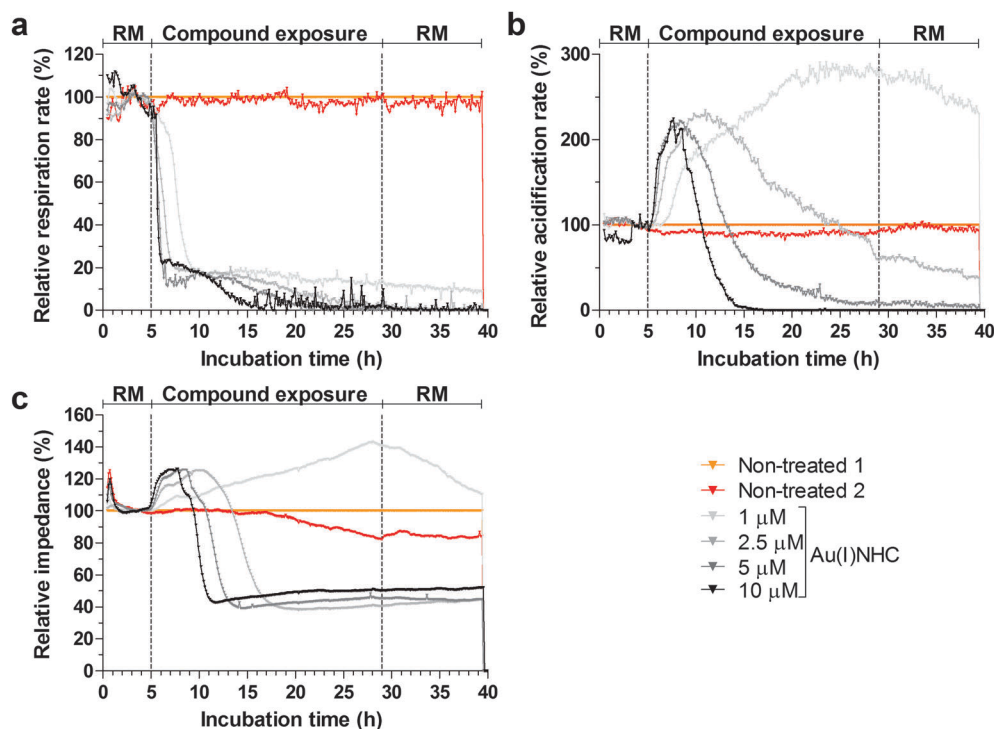 a
RM Compound exposure RM
Relative respiration rate (%)
120
100
80
60
40
20
0
0 5 10 15 20 25 30 35 40
Incubation time (h)
b
RM Compound exposure RM
Relative acidification rate (%)
300
200
100
0
0 5 10 15 20 25 30 35 40
Incubation time (h)
c
RM Compound exposure RM
Relative impedance (%)
160
140
120
100
80
60
40
20
0
0 5 10 15 20 25 30 35 40
Incubation time (h)
Non-treated 1
Non-treated 2
1 μM
2.5 μM
5 μM
10 μM
Au(I)NHC